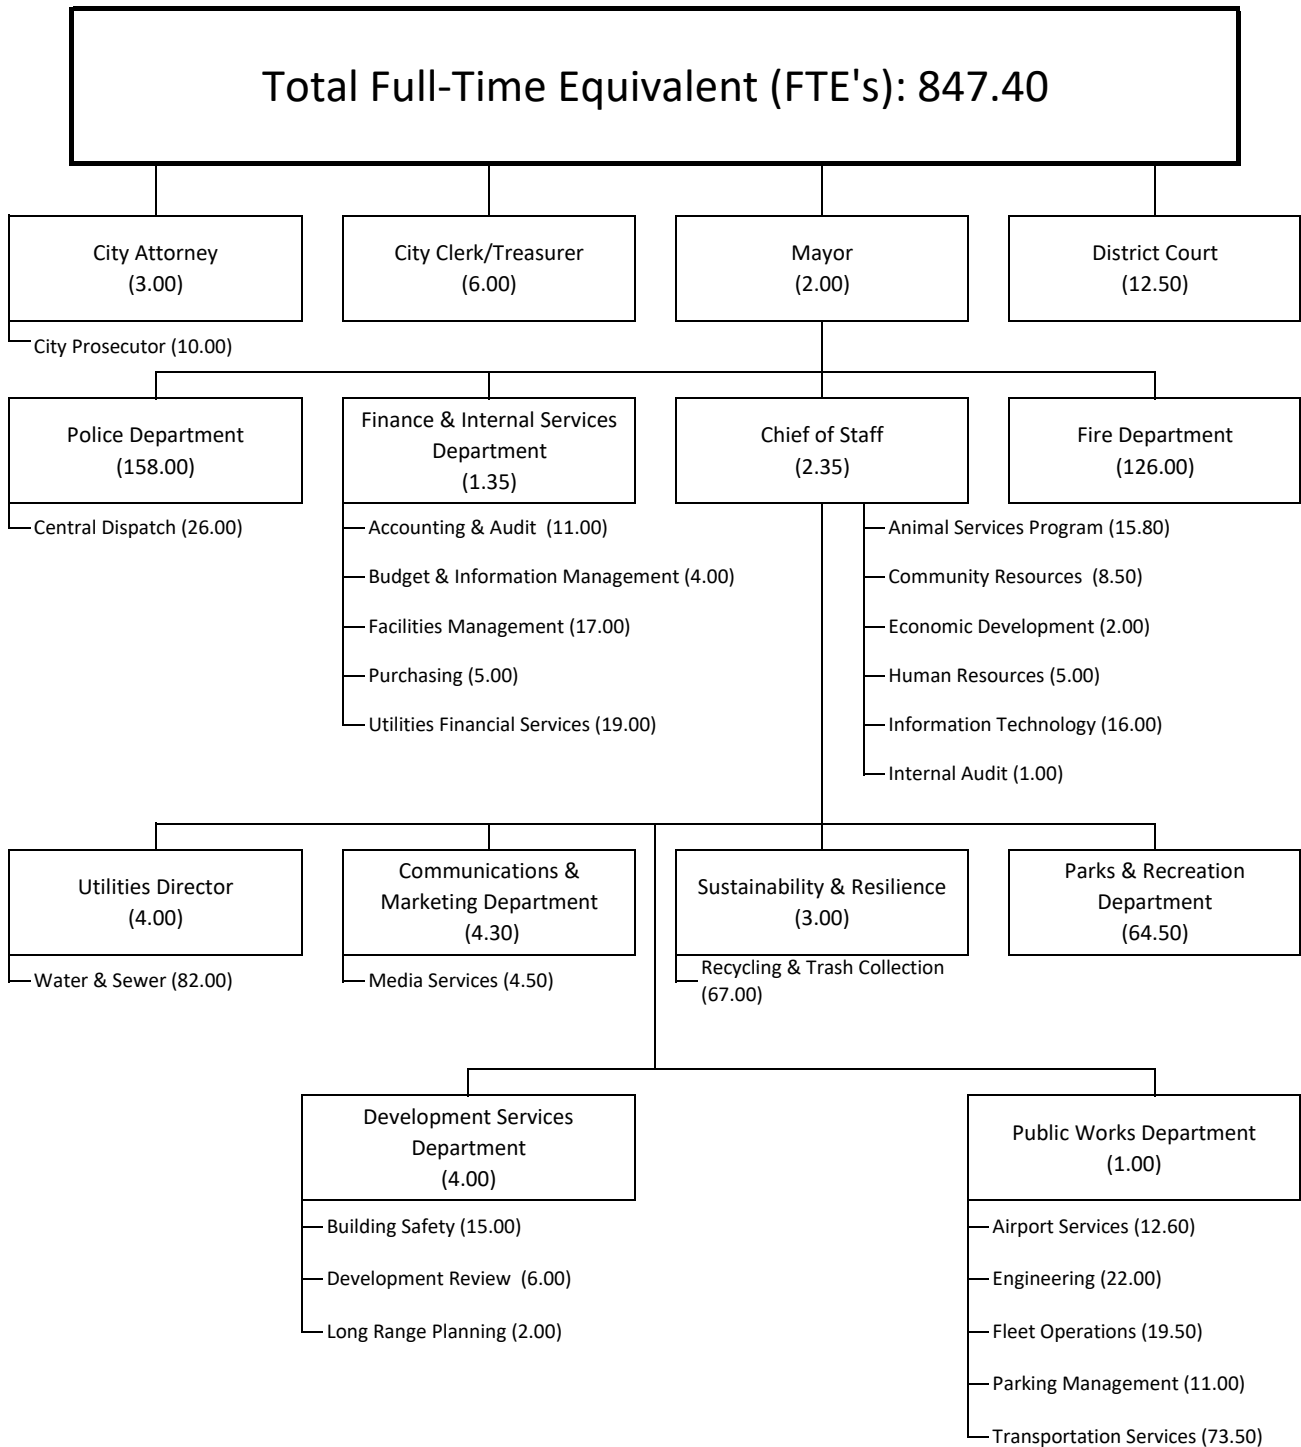 Total Full-Time Equivalent (FTE's): 847.40
City Attorney
(3.00)
City Clerk/Treasurer
(6.00)
Mayor
(2.00)
District Court
(12.50)
City Prosecutor (10.00)
Police Department
(158.00)
Finance & Internal Services
Department
(1.35)
Chief of Staff
(2.35)
Fire Department
(126.00)
Central Dispatch (26.00)
Accounting & Audit  (11.00)
Budget & Information Management (4.00)
Facilities Management (17.00)
Purchasing (5.00)
Utilities Financial Services (19.00)
Animal Services Program (15.80)
Community Resources  (8.50)
Economic Development (2.00)
Human Resources (5.00)
Information Technology (16.00)
Internal Audit (1.00)
Utilities Director
(4.00)
Communications &
Marketing Department
(4.30)
Sustainability & Resilience
(3.00)
Parks & Recreation
Department
(64.50)
Water & Sewer (82.00)
Media Services (4.50)
Recycling & Trash Collection
(67.00)
Development Services
Department
(4.00)
Public Works Department
(1.00)
Building Safety (15.00)
Development Review  (6.00)
Long Range Planning (2.00)
Airport Services (12.60)
Engineering (22.00)
Fleet Operations (19.50)
Parking Management (11.00)
Transportation Services (73.50)